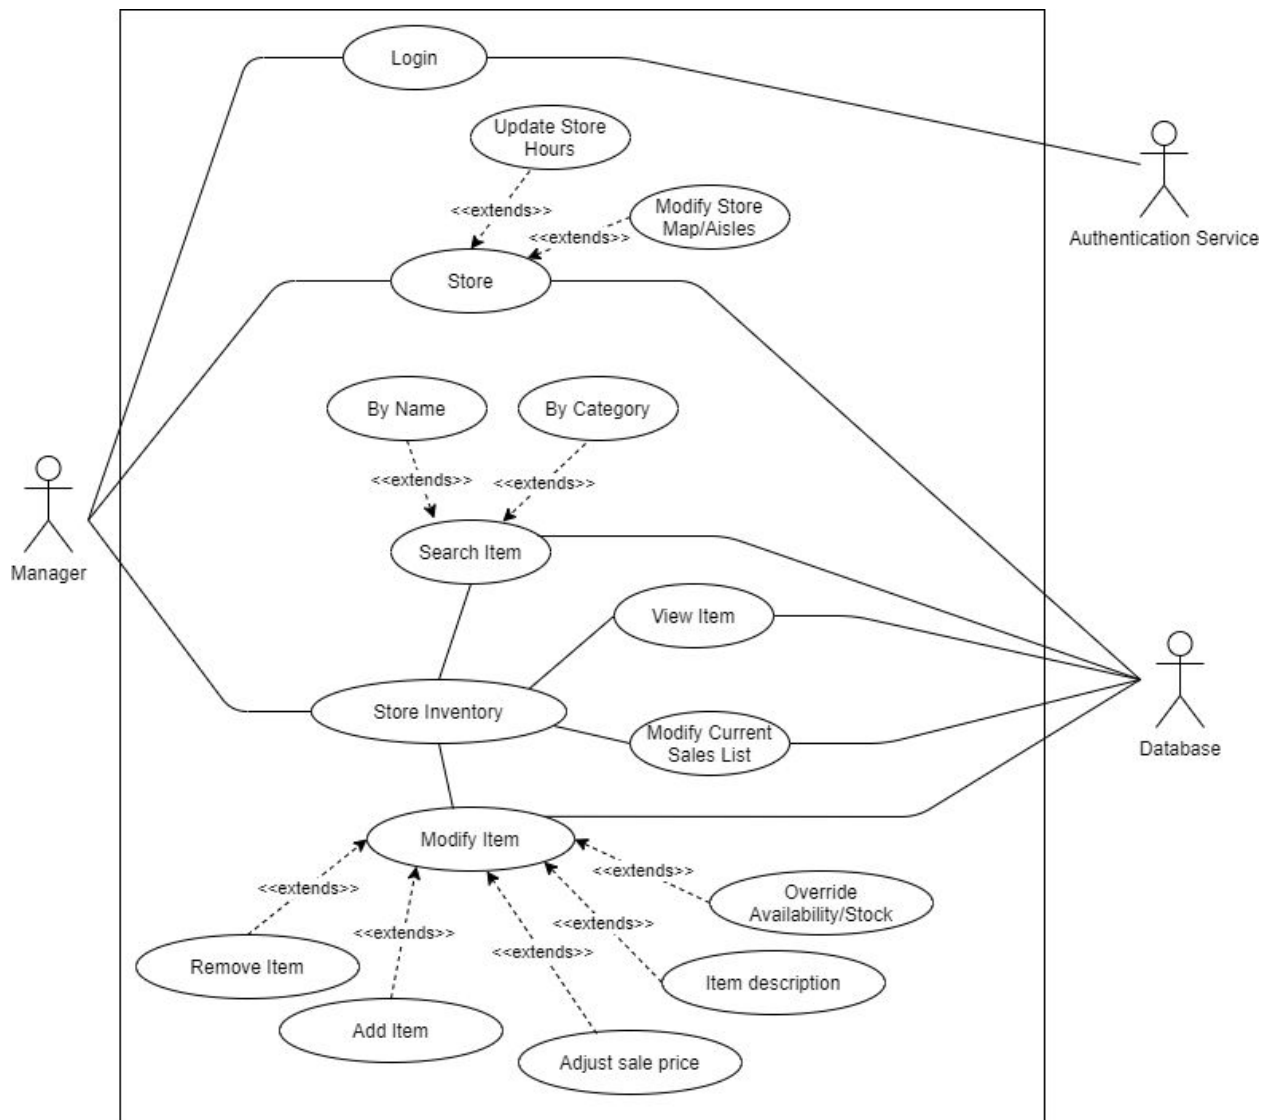 Login
Update Store
Hours
<<extends>>
Modify Store
Map/Aisles
<<extends>>
Authentication Service
Store
By Name
By Category
<<extends>>
<<extends>>
Search Item
Manager
View Item
Store Inventory
Modify Current
Sales List
Database
Modify Item
<<extends>>
<<extends>>
<<extends>>
<<extends>>
<<extends>>
Override
Availability/Stock
Remove Item
Item description
Add Item
Adjust sale price